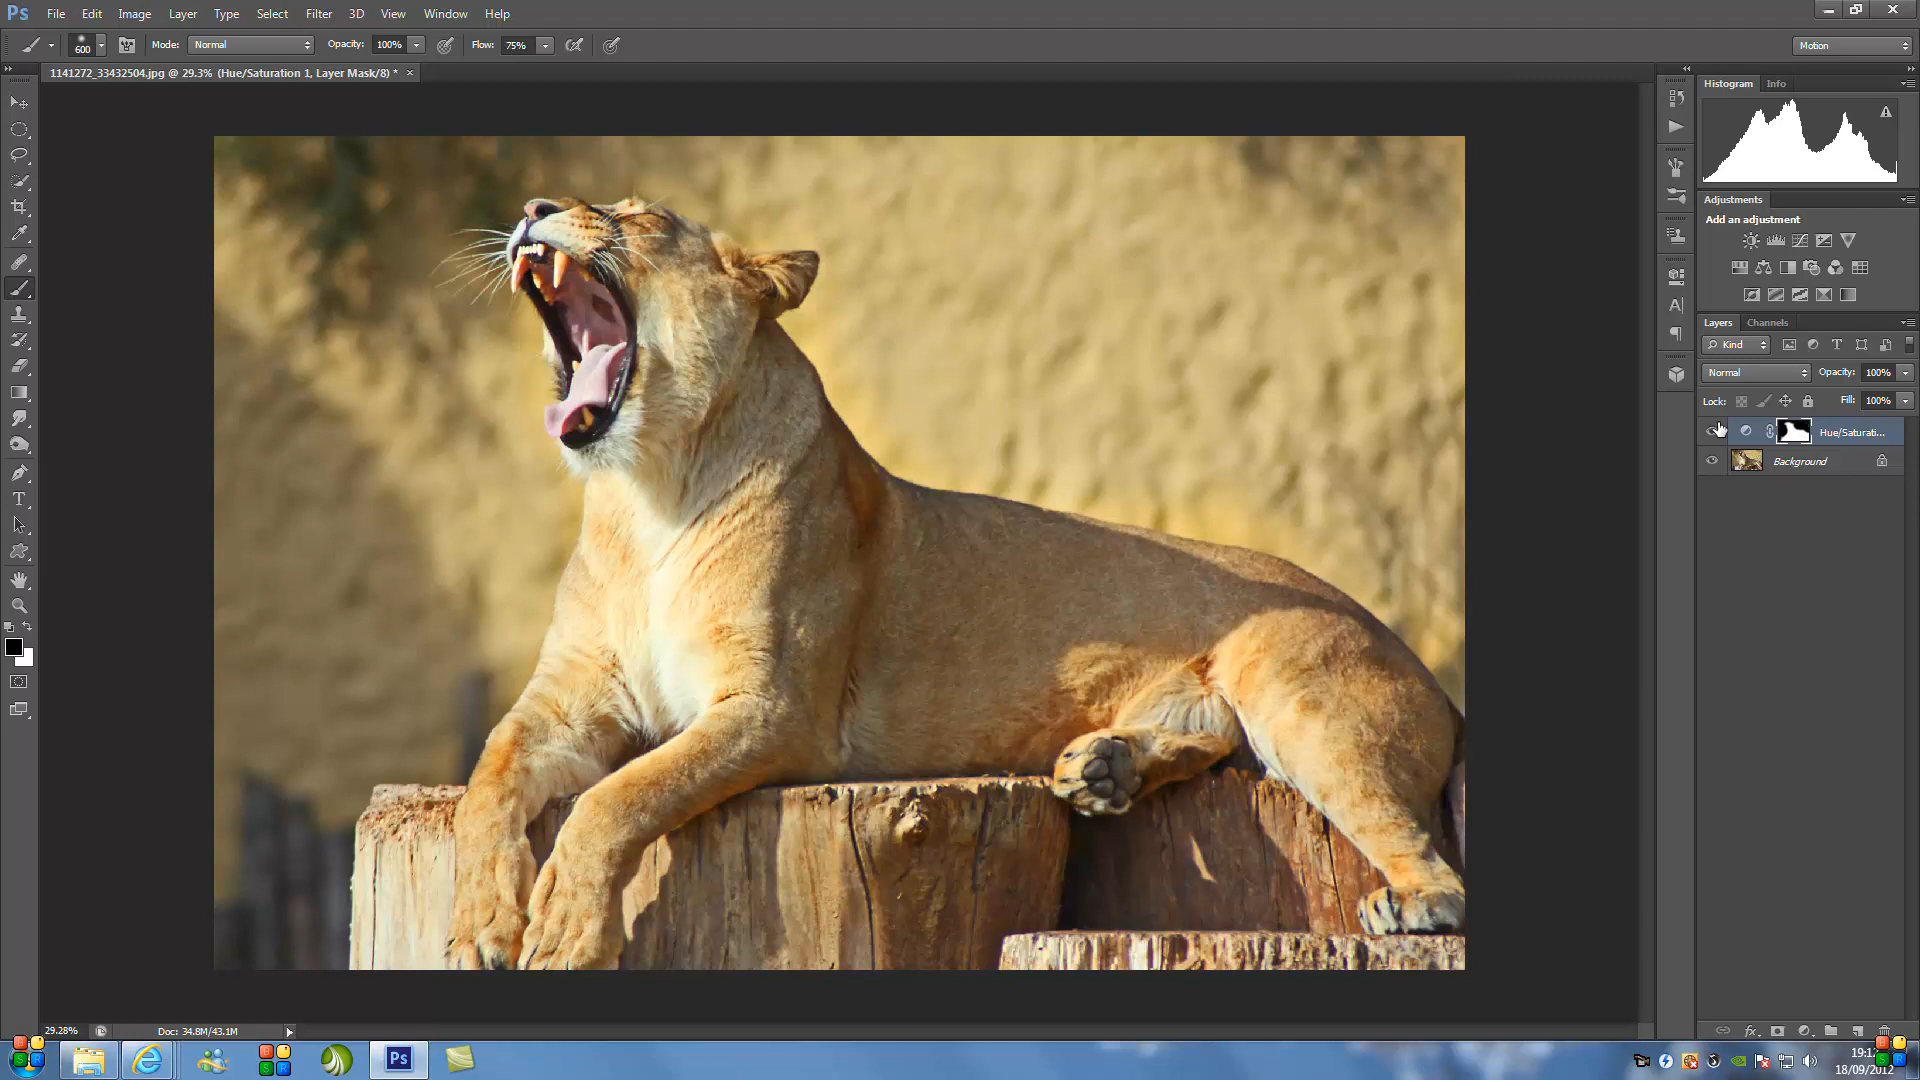 Ps File Edit Image Layer Type Select Filter 3D View Window Help
600 Mode: Normal Opacity: 100% Flow: 75% Motion
1141272_33432504.jpg @ 29.3% (Hue/Saturation 1, Layer Mask/8) * ×
Histogram Info
Adjustments
Add an adjustment
Layers Channels
Kind
Normal Opacity: 100%
Lock: Fill: 100%
Hue/Saturati...
Background
29.28% Doc: 34.8M/43.1M
Ps
19:12
18/09/2012